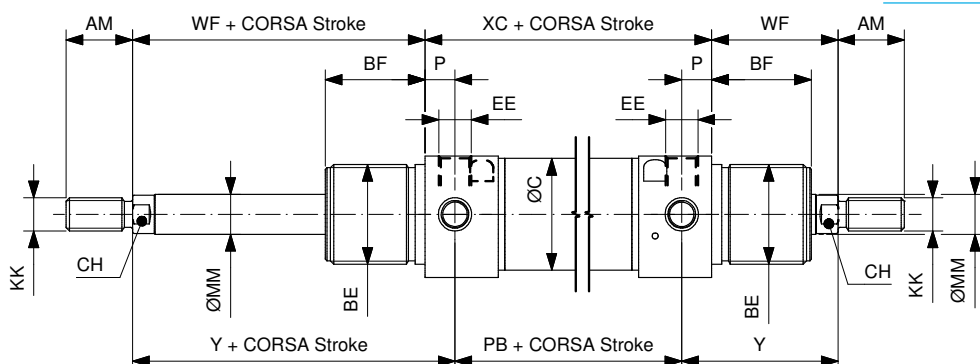 AM WF + CORSA Stroke XC + CORSA Stroke WF AM
BF P P BF
EE EE
ØC
KK CH ØMM BE BE CH KK ØMM
Y + CORSA Stroke PB + CORSA Stroke Y